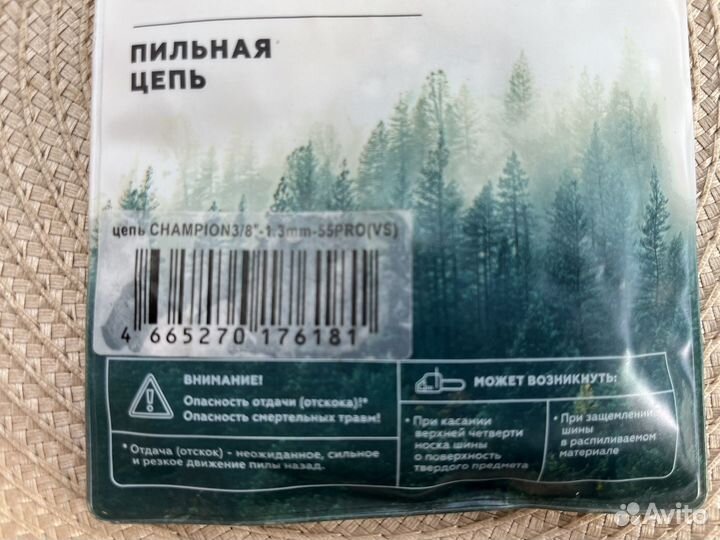 ПИЛЬНАЯ
ЦЕПЬ
цепь CHAMPION3/8"-1.3mm-55PRO(VS)
4 665270 176181
ВНИМАНИЕ!
Опасность отдачи (отскока)!*
Опасность смертельных травм!
* Отдача (отскок) - неожиданное, сильное
и резкое движение пилы назад.
МОЖЕТ ВОЗНИКНУТЬ:
• При касании
верхней четверти
носка шины
о поверхность
твердого предмета
• При защемлении
шины
в распиливаемом
материале
Avito